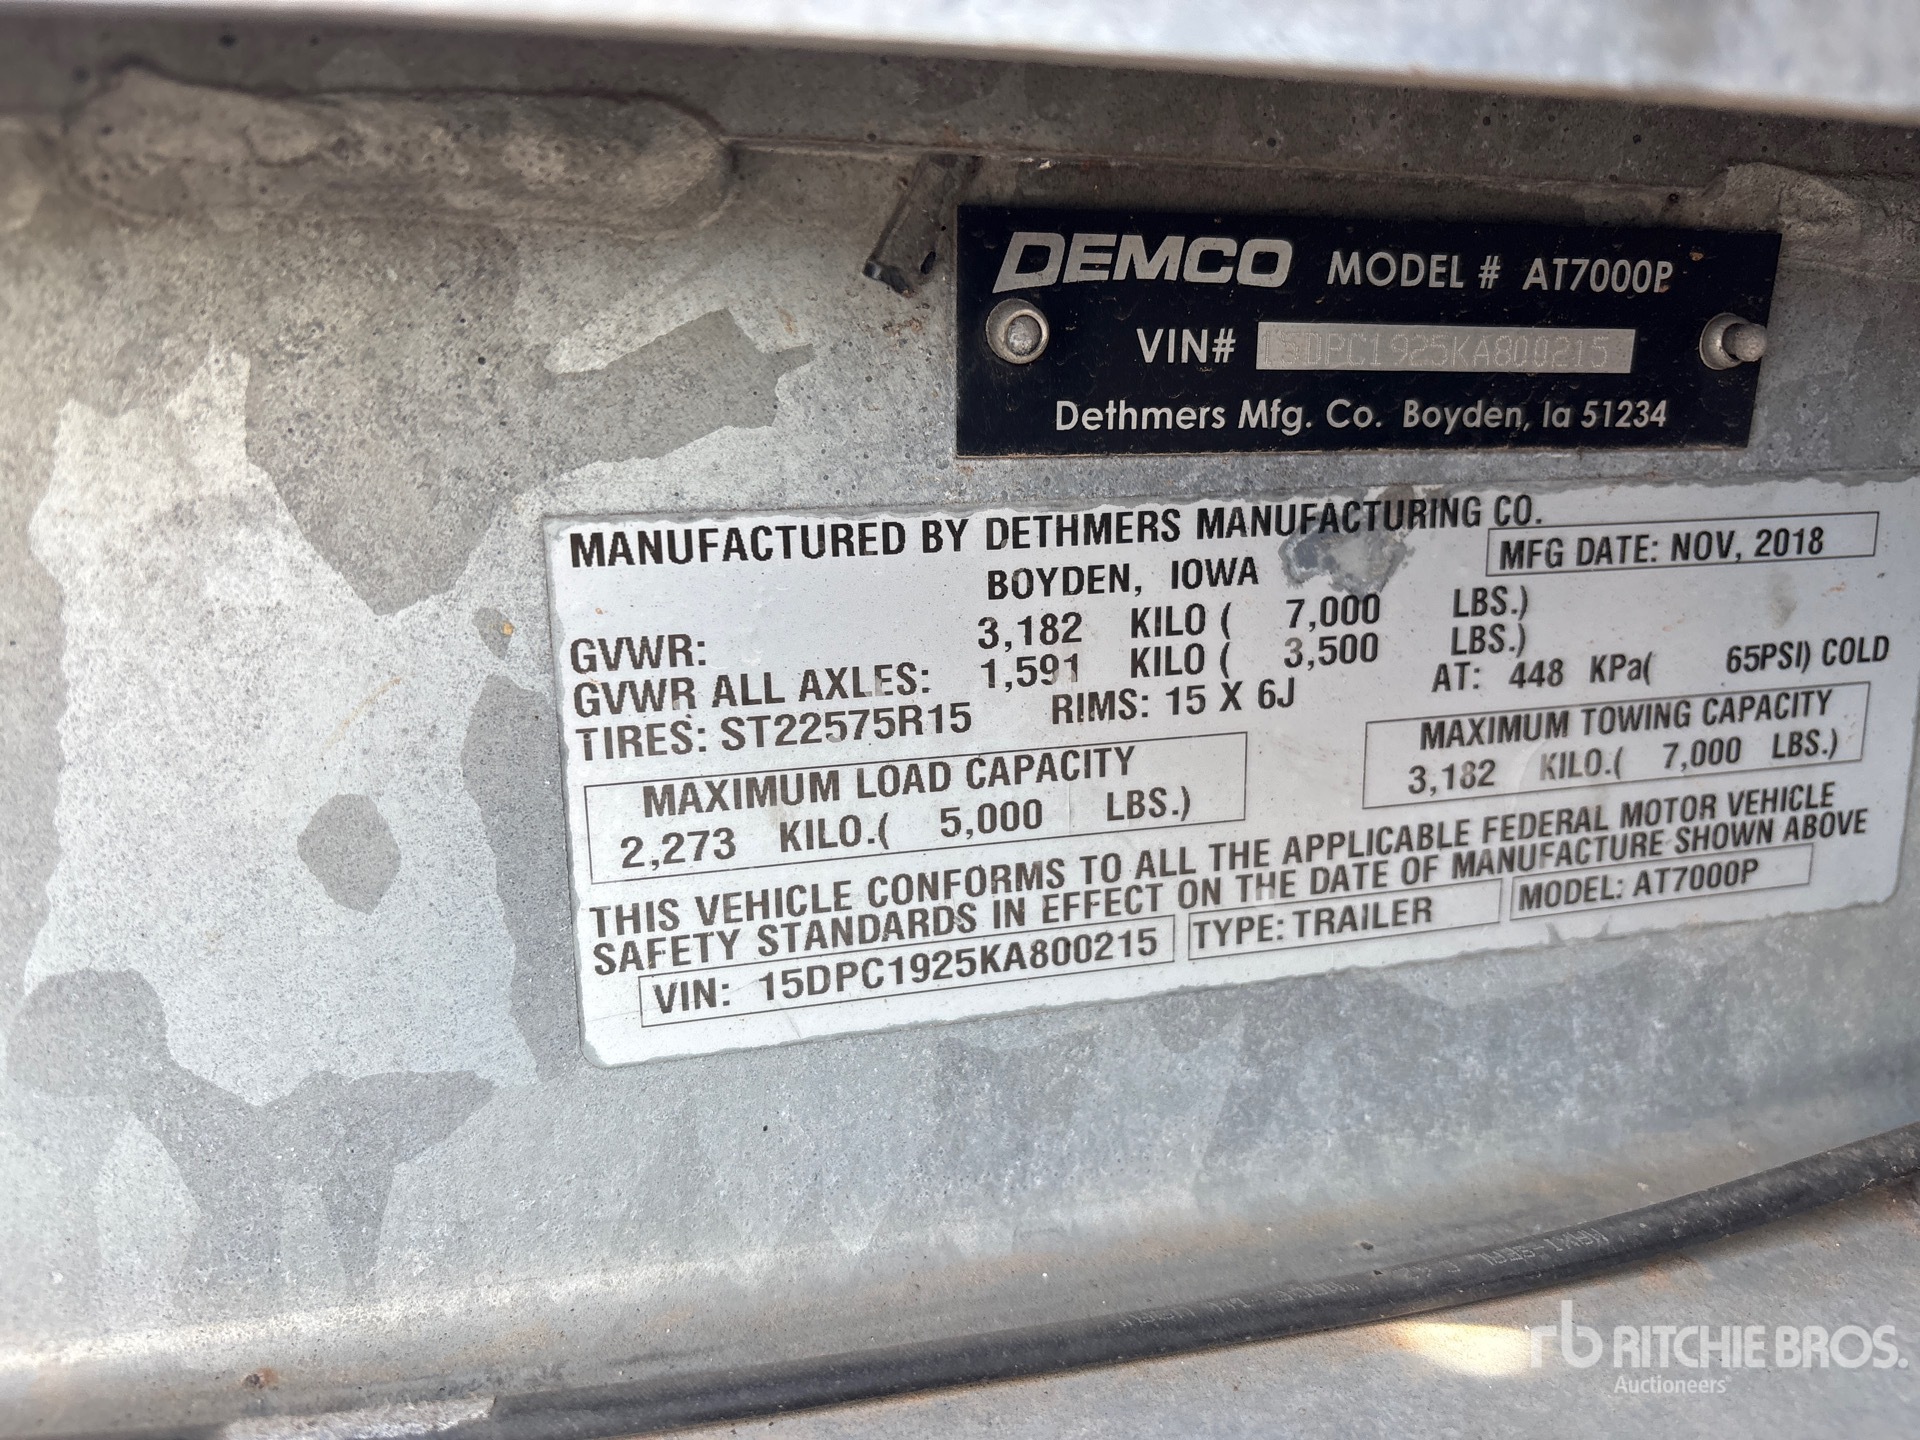 DEMCO MODEL # AT7000P
VIN# 15DPC1925KA800215
Dethmers Mfg. Co. Boyden, Ia 51234
MANUFACTURED BY DETHMERS MANUFACTURING CO.
BOYDEN, IOWA
MFG DATE: NOV, 2018
GVWR: 3,182 KILO ( 7,000 LBS.)
GVWR ALL AXLES: 1,591 KILO ( 3,500 LBS.)
TIRES: ST22575R15 RIMS: 15 X 6J AT: 448 KPa( 65PSI) COLD
MAXIMUM LOAD CAPACITY
2,273 KILO.( 5,000 LBS.)
MAXIMUM TOWING CAPACITY
3,182 KILO.( 7,000 LBS.)
THIS VEHICLE CONFORMS TO ALL THE APPLICABLE FEDERAL MOTOR VEHICLE
SAFETY STANDARDS IN EFFECT ON THE DATE OF MANUFACTURE SHOWN ABOVE
VIN: 15DPC1925KA800215 TYPE: TRAILER MODEL: AT7000P
rb RITCHIE BROS.
Auctioneers